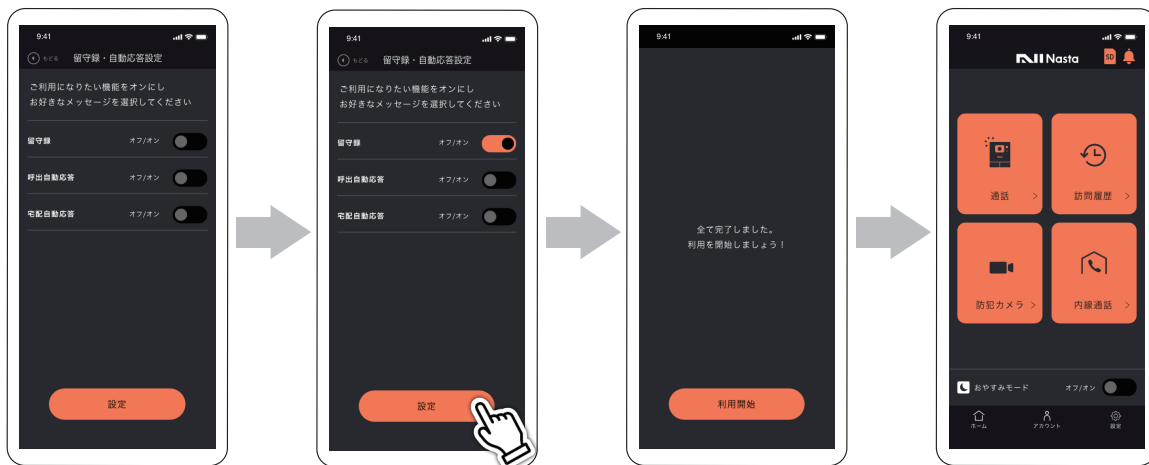 9:41
もどる 留守録・自動応答設定
ご利用になりたい機能をオンにし
お好きなメッセージを選択してください
留守録 オフ/オン
呼出自動応答 オフ/オン
宅配自動応答 オフ/オン
設定
9:41
もどる 留守録・自動応答設定
ご利用になりたい機能をオンにし
お好きなメッセージを選択してください
留守録 オフ/オン
呼出自動応答 オフ/オン
宅配自動応答 オフ/オン
設定
9:41
全て完了しました。
利用を開始しましょう！
利用開始
9:41
Nasta SD
通話 訪問履歴
防犯カメラ 内線通話
おやすみモード オフ/オン
ホーム アカウント 設定